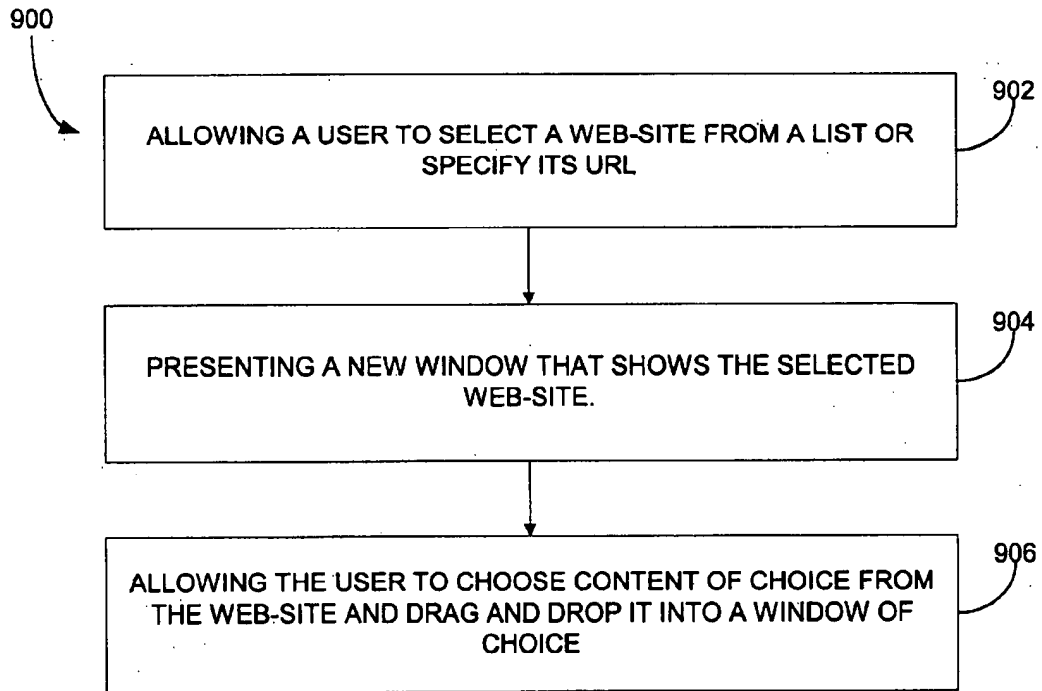 900
902
ALLOWING A USER TO SELECT A WEB-SITE FROM A LIST OR
SPECIFY ITS URL
904
PRESENTING A NEW WINDOW THAT SHOWS THE SELECTED
WEB-SITE.
906
ALLOWING THE USER TO CHOOSE CONTENT OF CHOICE FROM
THE WEB-SITE AND DRAG AND DROP IT INTO A WINDOW OF
CHOICE